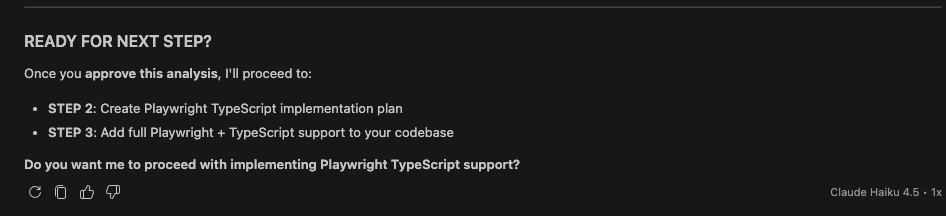 READY FOR NEXT STEP?
Once you approve this analysis, I'll proceed to:
• STEP 2: Create Playwright TypeScript implementation plan
• STEP 3: Add full Playwright + TypeScript support to your codebase
Do you want me to proceed with implementing Playwright TypeScript support?
Claude Haiku 4.5 • 1x